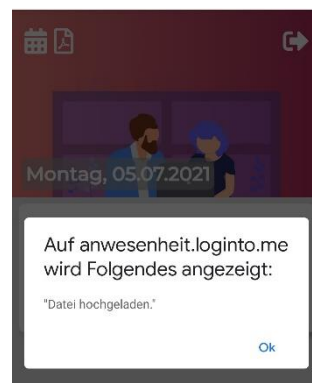 Montag, 05.07.2021
Auf anwesenheit.loginto.me
wird Folgendes angezeigt:
"Datei hochgeladen."
Ok